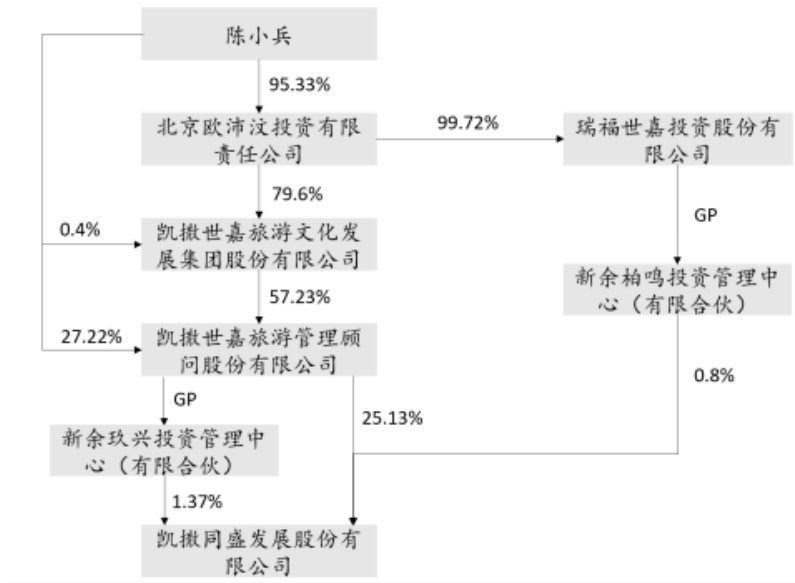 陈小兵
95.33%
北京欧沛汶投资有限
责任公司
99.72%
瑞福世嘉投资股份有
限公司
79.6%
GP
0.4%
凯撒世嘉旅游文化发
展集团股份有限公司
新余柏鸣投资管理中
心（有限合伙）
57.23%
27.22%
凯撒世嘉旅游管理顾
问股份有限公司
0.8%
GP
25.13%
新余玖兴投资管理中
心（有限合伙）
1.37%
凯撒同盛发展股份有
限公司